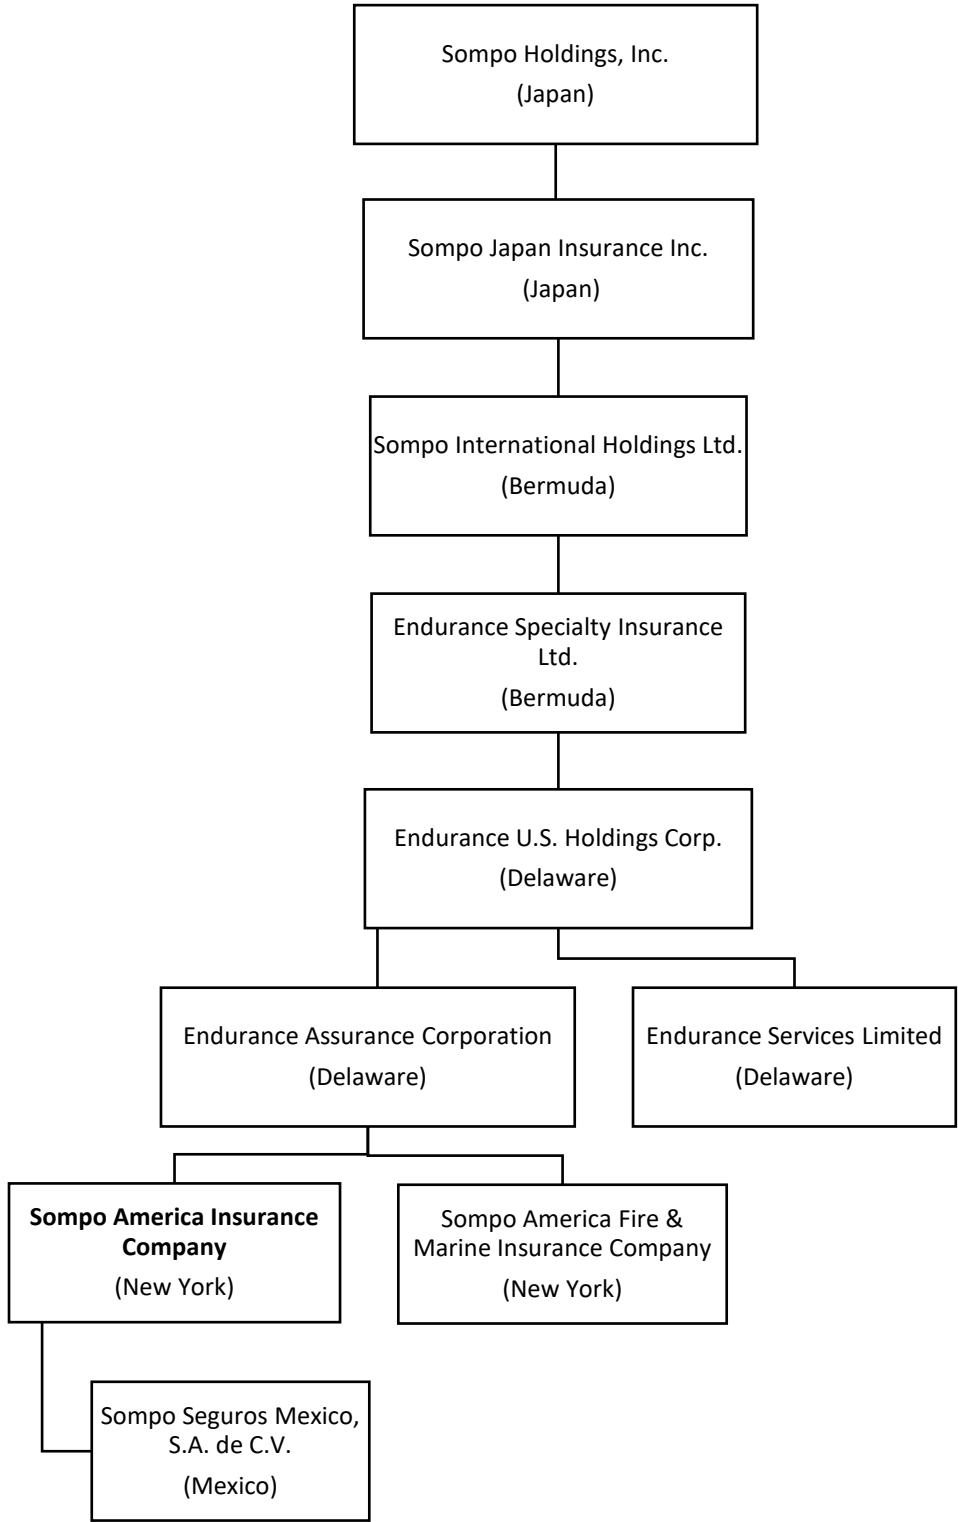 Sompo Holdings, Inc.
(Japan)
Sompo Japan Insurance Inc.
(Japan)
Sompo International Holdings Ltd.
(Bermuda)
Endurance Specialty Insurance
Ltd.
(Bermuda)
Endurance U.S. Holdings Corp.
(Delaware)
Endurance Assurance Corporation
(Delaware)
Endurance Services Limited
(Delaware)
Sompo America Insurance
Company
(New York)
Sompo America Fire &
Marine Insurance Company
(New York)
Sompo Seguros Mexico,
S.A. de C.V.
(Mexico)